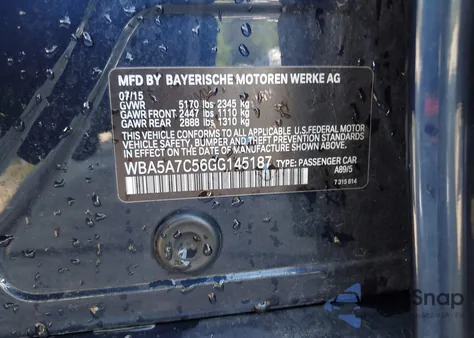 MFD BY BAYERISCHE MOTOREN WERKE AG
07/15
GVWR 5170 lbs 2345 kg
GAWR FRONT 2447 lbs 1110 kg
GAWR REAR 2888 lbs 1310 kg
THIS VEHICLE CONFORMS TO ALL APPLICABLE U.S. FEDERAL MOTOR
VEHICLE SAFETY, BUMPER AND THEFT PREVENTION STANDARDS
IN EFFECT ON THE DATE OF MANUFACTURE SHOWN ABOVE.
WBA5A7C56GG145187 TYPE: PASSENGER CAR
A89/5
7 315 614
Snap